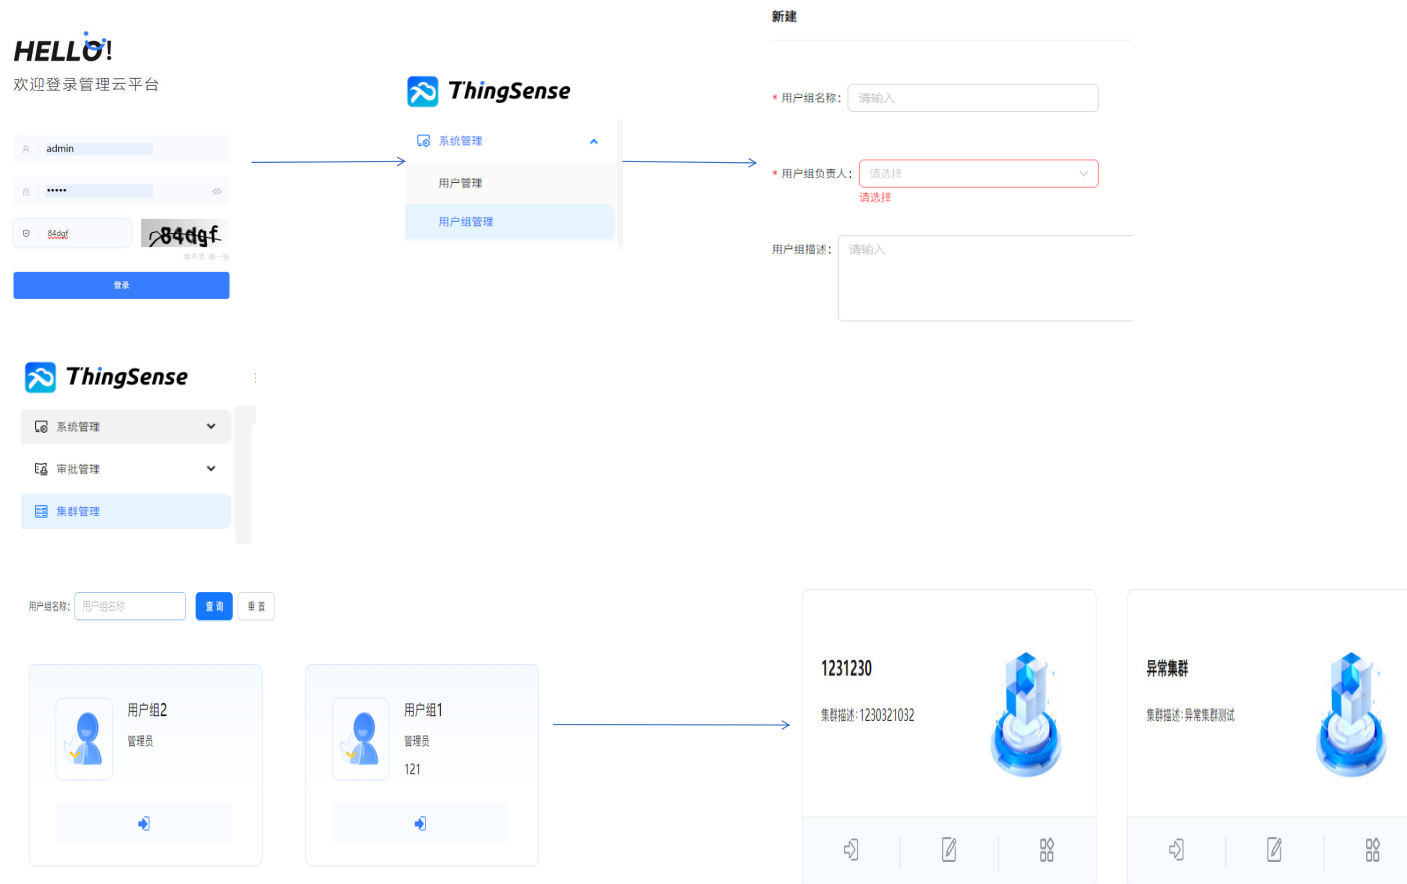 HELLO!
欢迎登录管理云平台
admin
•••••
84dgf
84dgf
看不清,换一张
登录
ThingSense
系统管理
用户管理
用户组管理
新建
* 用户组名称: 请输入
* 用户组负责人: 请选择
请选择
用户组描述: 请输入
ThingSense
系统管理
审批管理
集群管理
用户组名称: 用户组名称 查询 重置
用户组2
管理员
用户组1
管理员
121
1231230
集群描述:1230321032
异常集群
集群描述:异常集群测试